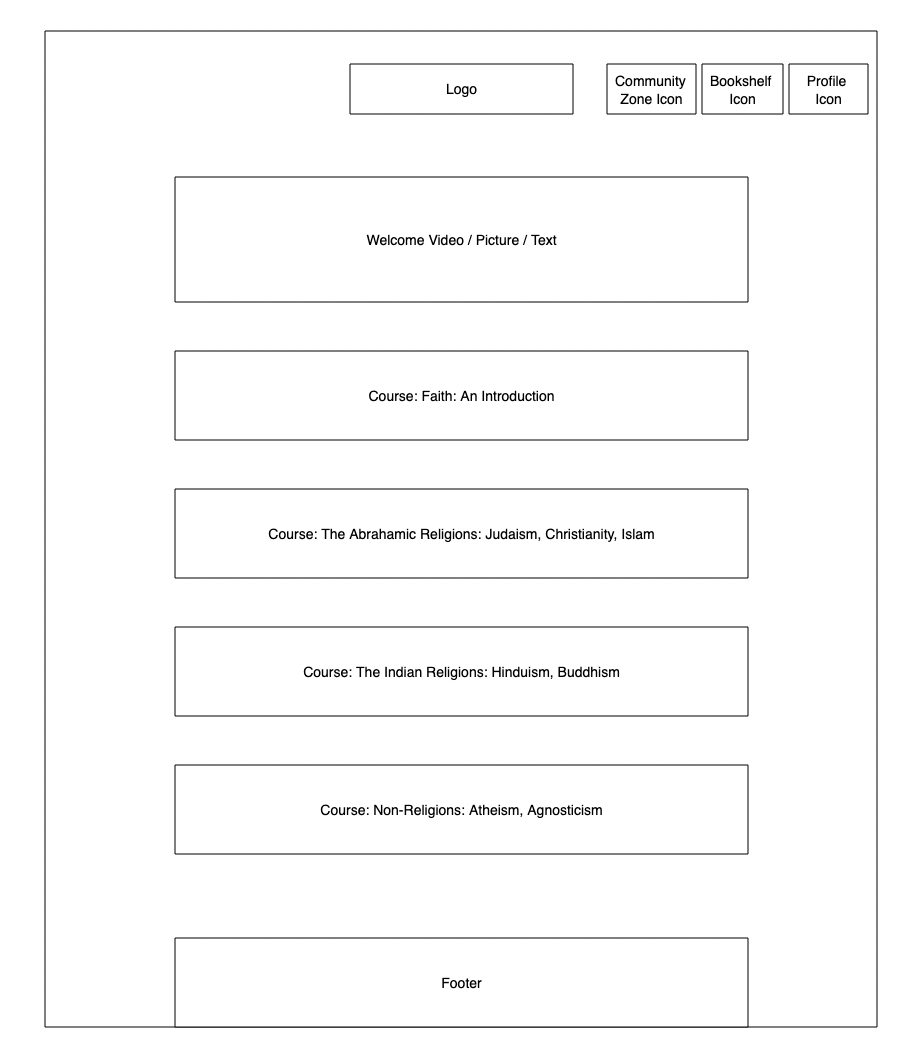 Logo
Community
Zone Icon
Bookshelf
Icon
Profile
Icon
Welcome Video / Picture / Text
Course: Faith: An Introduction
Course: The Abrahamic Religions: Judaism, Christianity, Islam
Course: The Indian Religions: Hinduism, Buddhism
Course: Non-Religions: Atheism, Agnosticism
Footer